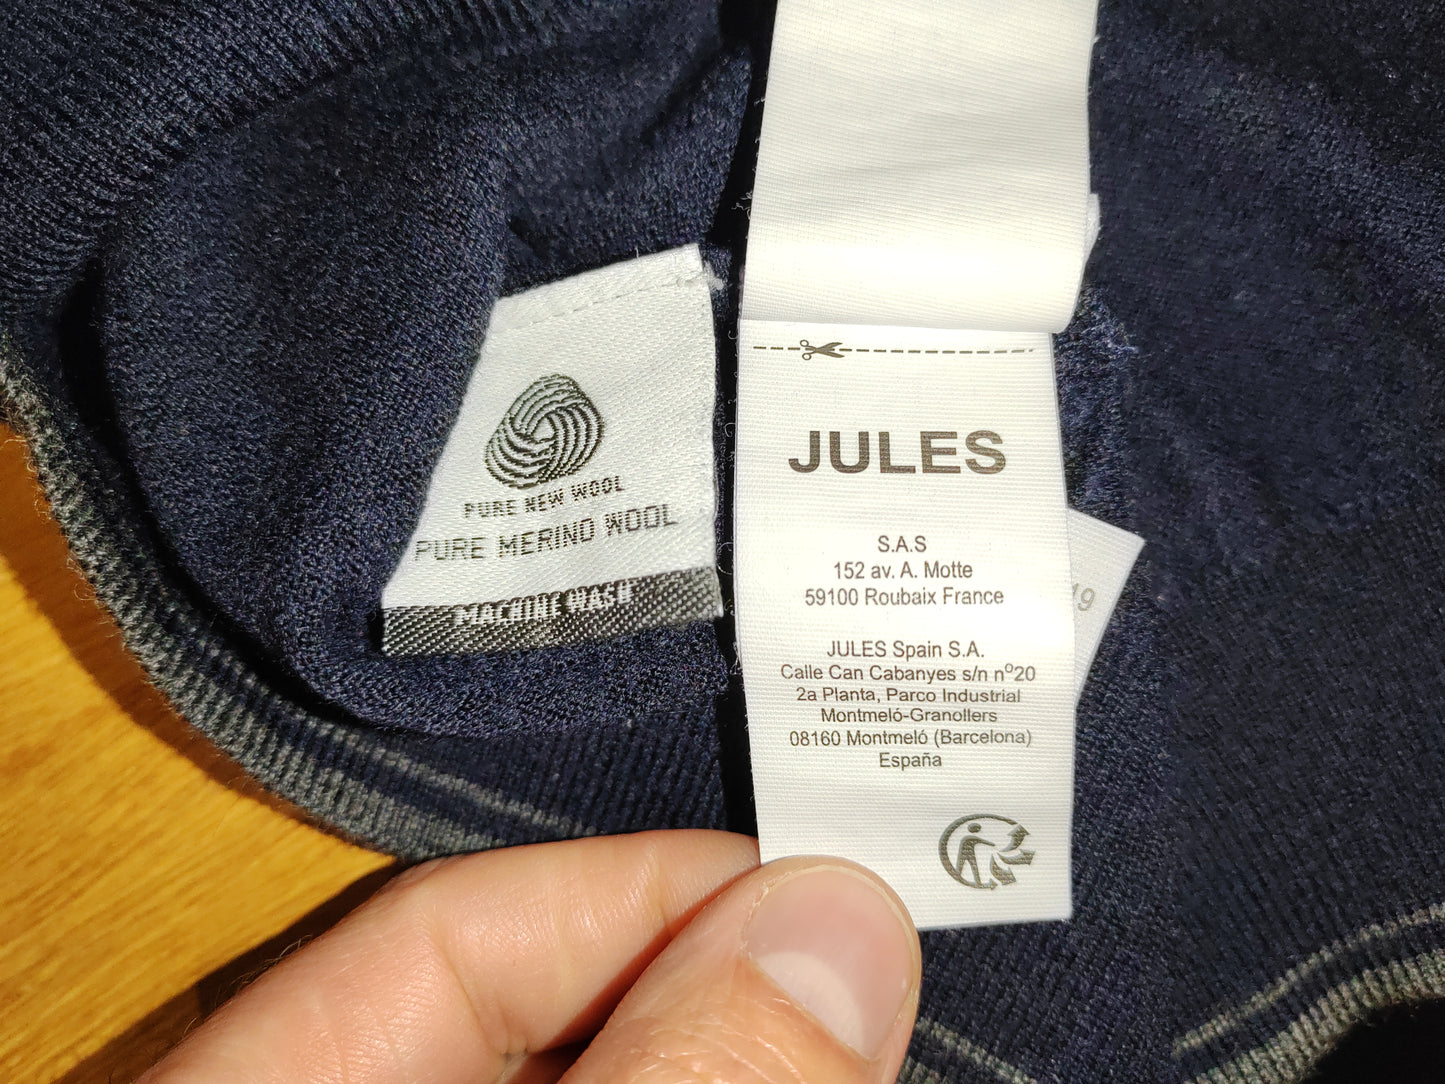 PURE NEW WOOL
PURE MERINO WOOL
MACHINE WASH
JULES
S.A.S
152 av. A. Motte
59100 Roubaix France
JULES Spain S.A.
Calle Can Cabanyes s/n nº20
2a Planta, Parco Industrial
Montmeló-Granollers
08160 Montmeló (Barcelona)
España